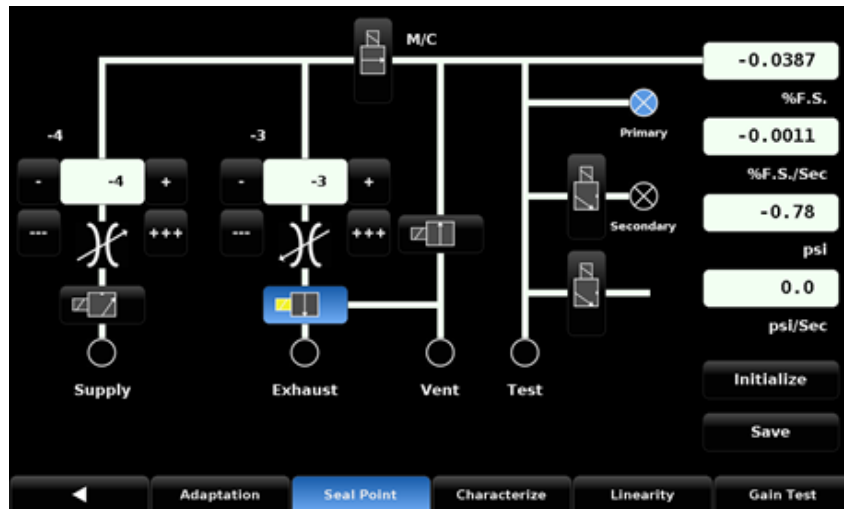 M/C
-0.0387
%F.S.
Primary
-4
-3
-0.0011
%F.S./Sec
-
-4
+
-
-3
+
-0.78
psi
---
+++
---
+++
Secondary
0.0
psi/Sec
Supply
Exhaust
Vent
Test
Initialize
Save
Adaptation
Seal Point
Characterize
Linearity
Gain Test